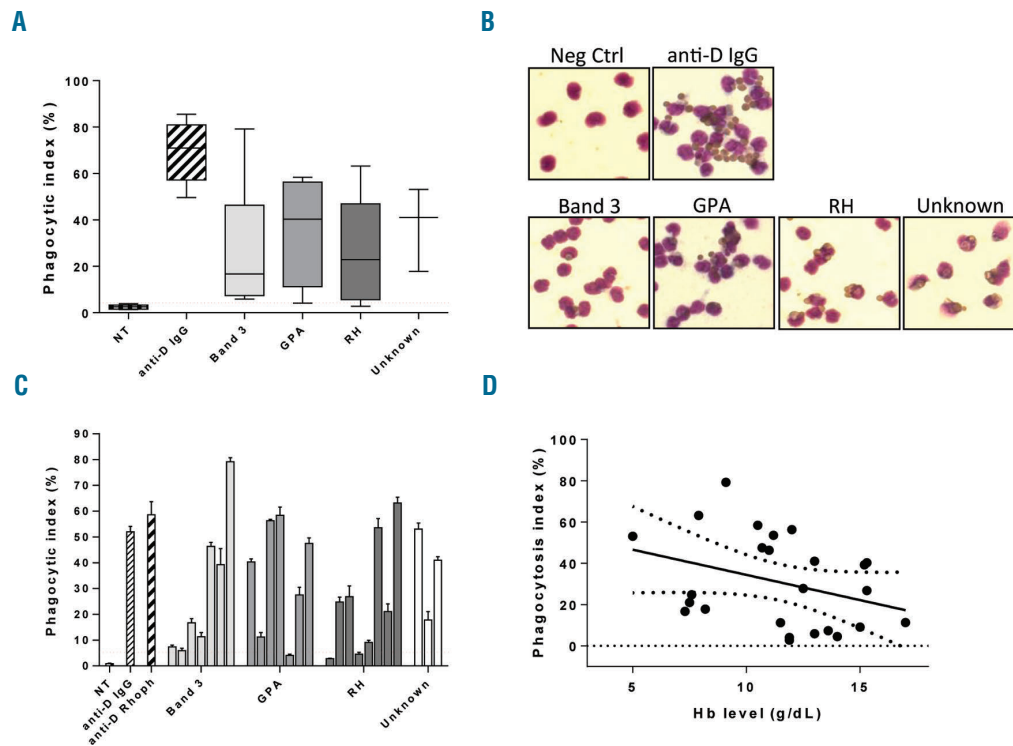 A
Phagocytic index (%)
100
80
60
40
20
0
NT
anti-D IgG
Band 3
GPA
RH
Unknown
B
Neg Ctrl
anti-D IgG
Band 3
GPA
RH
Unknown
C
Phagocytic index (%)
90
80
70
60
50
40
30
20
10
0
NT
anti-D IgG
anti-D Rhoph
Band 3
GPA
RH
Unknown
D
Phagocytosis index (%)
100
80
60
40
20
0
5
10
15
Hb level (g/dL)